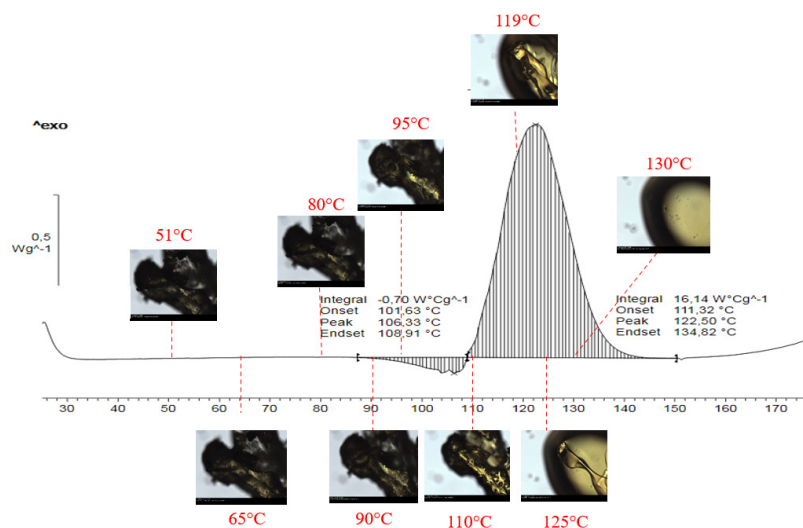 119°C
^exo
95°C
130°C
80°C
0,5
Wg^-1
51°C
Integral -0,70 W°Cg^-1
Onset 101,63 °C
Peak 106,33 °C
Endset 108,91 °C
Integral 16,14 W°Cg^-1
Onset 111,32 °C
Peak 122,50 °C
Endset 134,82 °C
30 40 50 60 70 80 90 100 110 120 130 140 150 160 170
65°C
90°C
110°C
125°C